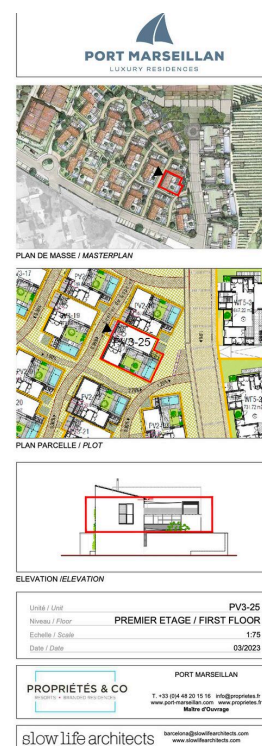 PORT MARSEILLAN
LUXURY RESIDENCES
PLAN DE MASSE / MASTERPLAN
PV3-25
PLAN PARCELLE / PLOT
ELEVATION /ELEVATION
Unité / Unit PV3-25
Niveau / Floor PREMIER ETAGE / FIRST FLOOR
Echelle / Scale 1:75
Date / Date 03/2023
PROPRIÉTÉS & CO
RESORTS • BRANDED RESIDENCES
PORT MARSEILLAN
T. +33 (0)4 48 20 15 16 info@proprietes.fr
www.port-marseillan.com www.proprietes.fr
Maître d'Ouvrage
slow life architects
barcelona@slowlifearchitects.com
www.slowlifearchitects.com